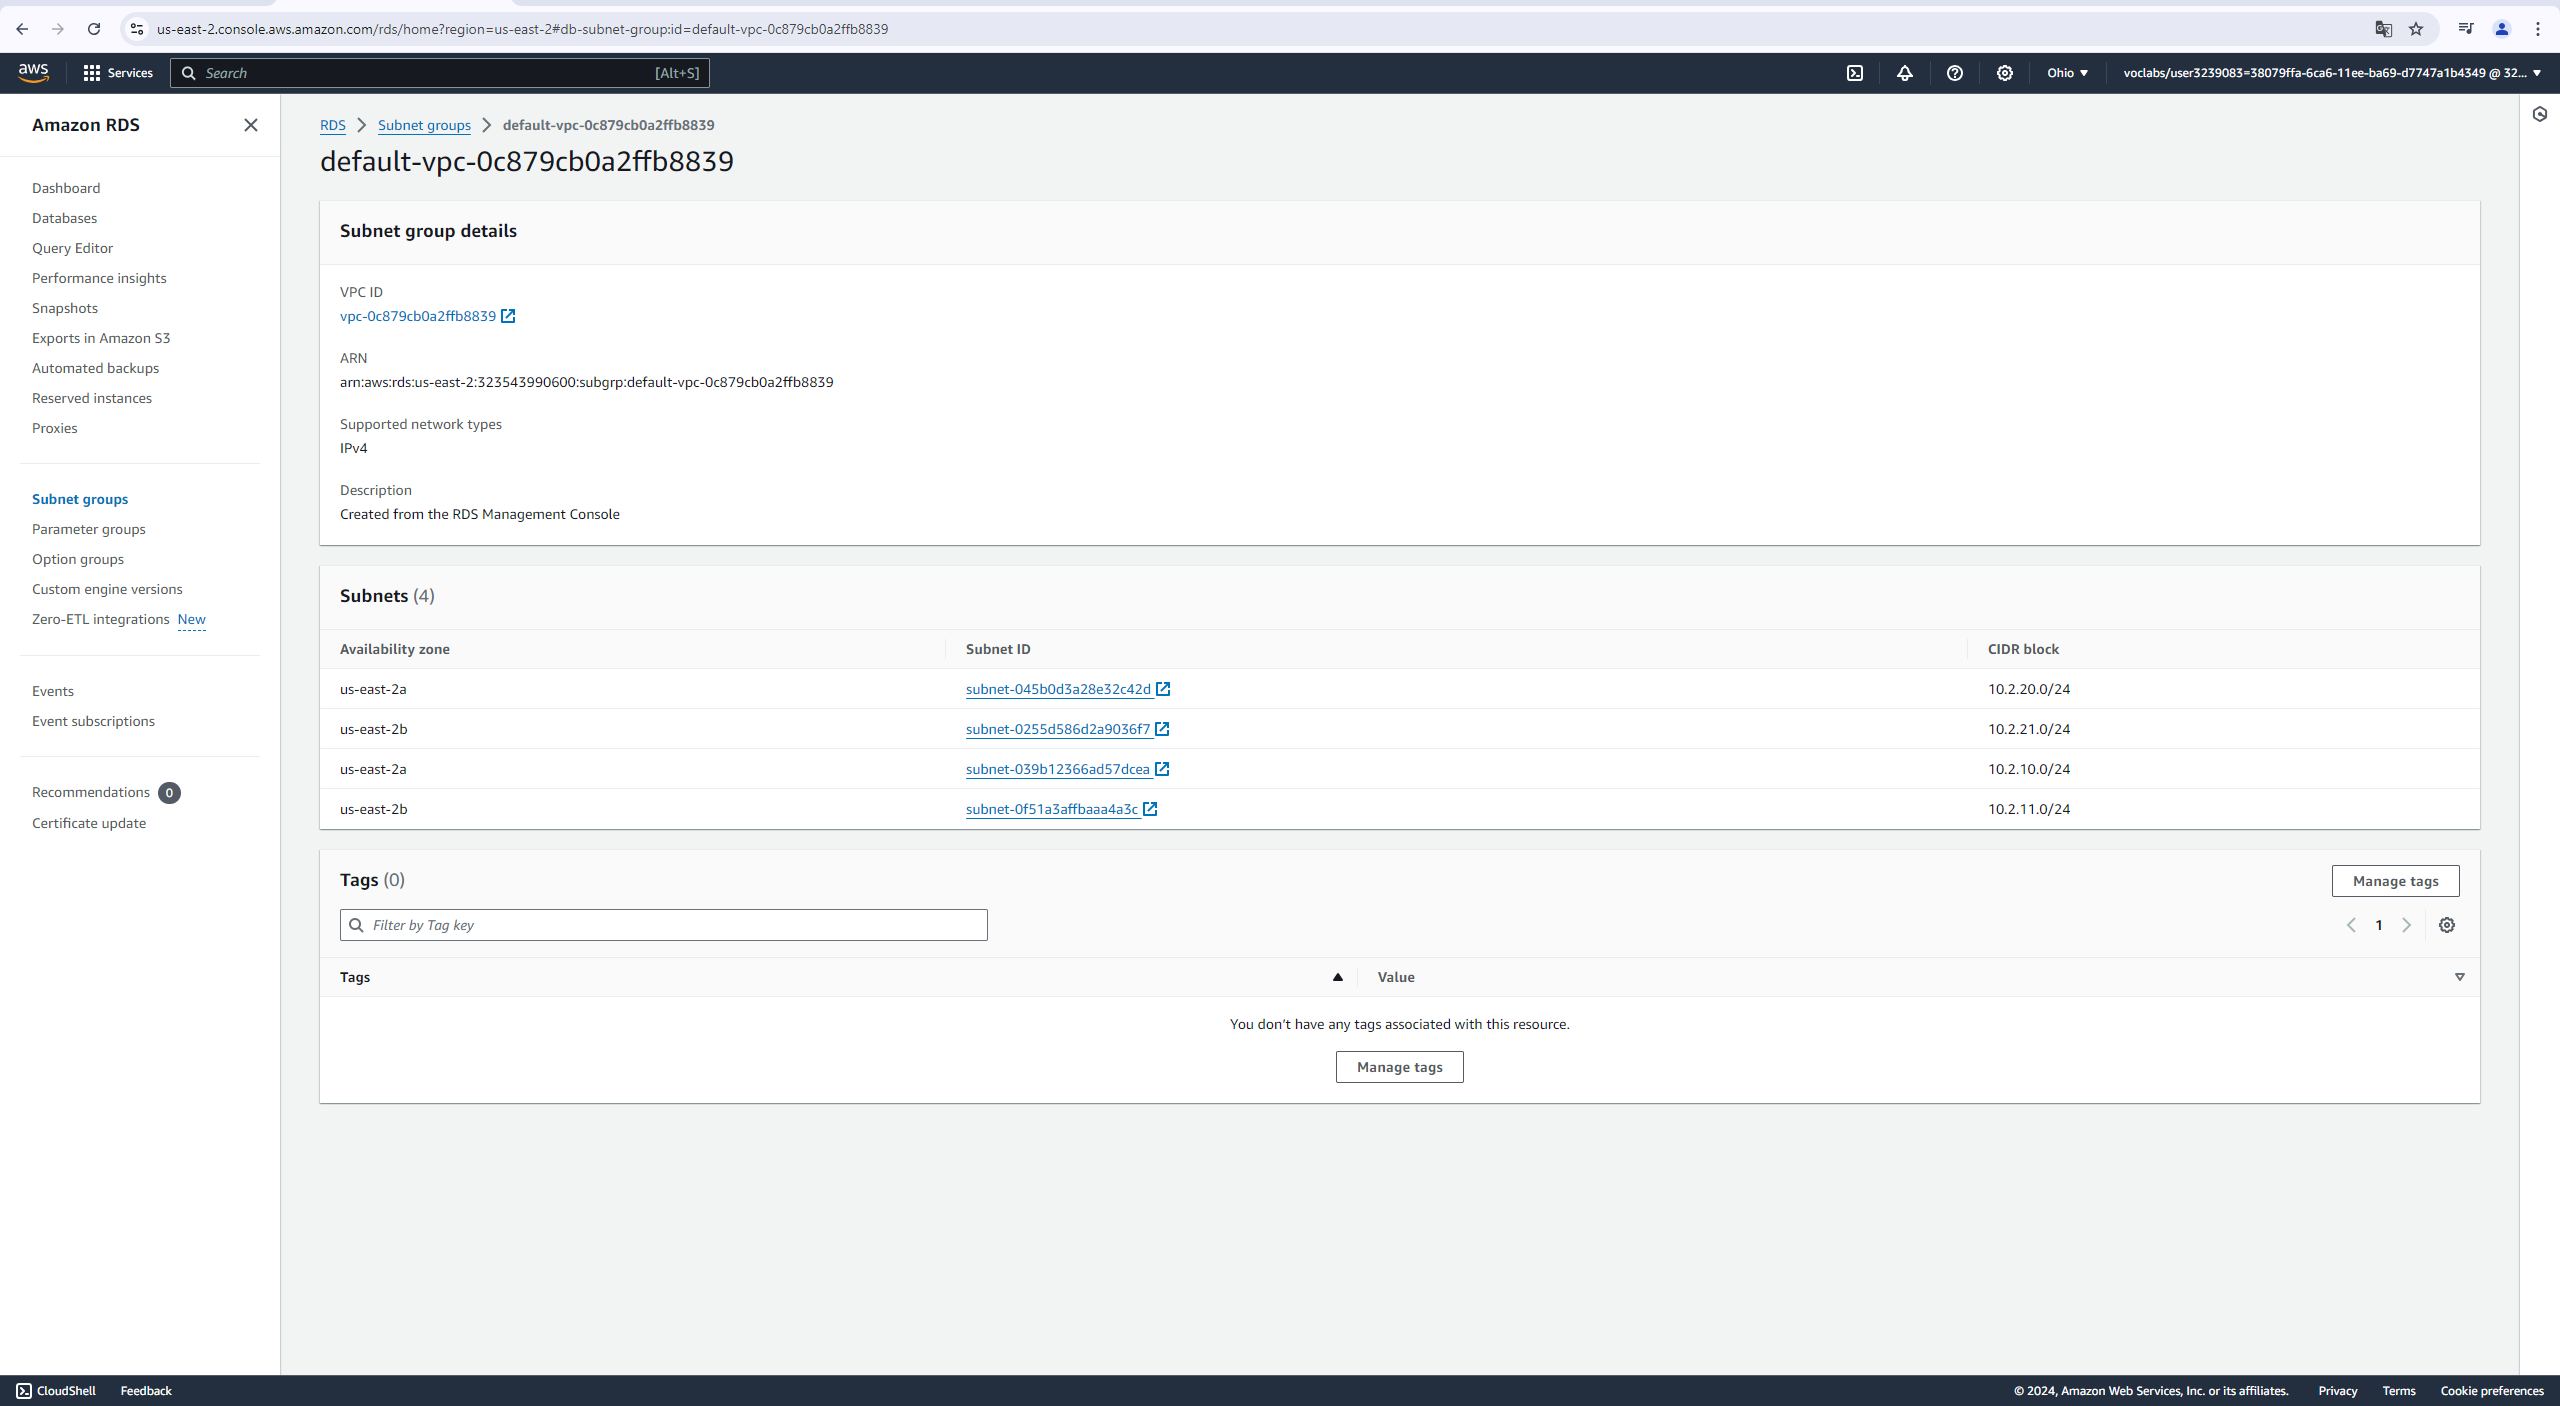 us-east-2.console.aws.amazon.com/rds/home?region=us-east-2#db-subnet-group:id=default-vpc-0c879cb0a2ffb8839
aws Services Search [Alt+S] Ohio voclabs/user3239083=38079ffa-6ca6-11ee-ba69-d7747a1b4349 @ 32...
Amazon RDS
Dashboard
Databases
Query Editor
Performance insights
Snapshots
Exports in Amazon S3
Automated backups
Reserved instances
Proxies
Subnet groups
Parameter groups
Option groups
Custom engine versions
Zero-ETL integrations New
Events
Event subscriptions
Recommendations 0
Certificate update
RDS Subnet groups default-vpc-0c879cb0a2ffb8839
default-vpc-0c879cb0a2ffb8839
Subnet group details
VPC ID
vpc-0c879cb0a2ffb8839
ARN
arn:aws:rds:us-east-2:323543990600:subgrp:default-vpc-0c879cb0a2ffb8839
Supported network types
IPv4
Description
Created from the RDS Management Console
Subnets (4)
Availability zone Subnet ID CIDR block
us-east-2a subnet-045b0d3a28e32c42d 10.2.20.0/24
us-east-2b subnet-0255d586d2a9036f7 10.2.21.0/24
us-east-2a subnet-039b12366ad57dcea 10.2.10.0/24
us-east-2b subnet-0f51a3affbaaa4a3c 10.2.11.0/24
Tags (0) Manage tags
Filter by Tag key 1
Tags Value
You don't have any tags associated with this resource.
Manage tags
CloudShell Feedback © 2024, Amazon Web Services, Inc. or its affiliates. Privacy Terms Cookie preferences